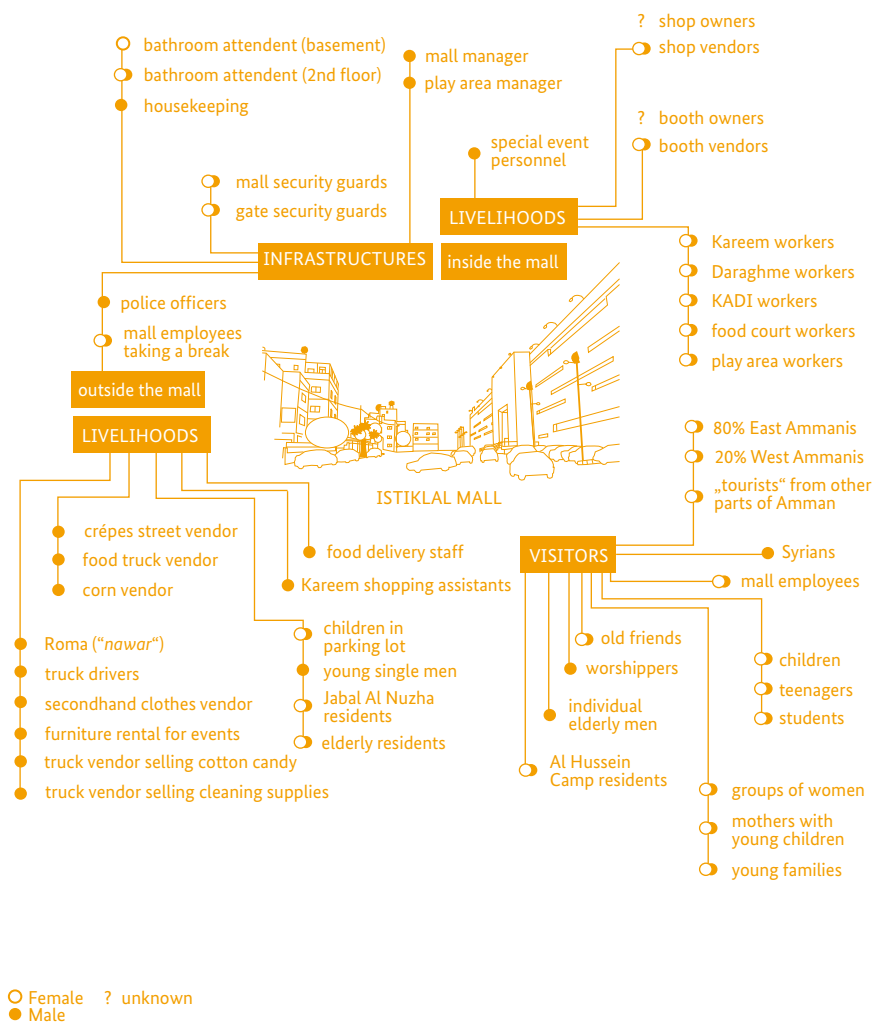 ? shop owners
shop vendors
bathroom attendent (basement)
bathroom attendent (2nd floor)
housekeeping
mall manager
play area manager
? booth owners
booth vendors
special event
personnel
mall security guards
gate security guards
LIVELIHOODS
INFRASTRUCTURES
inside the mall
Kareem workers
Daraghme workers
KADI workers
food court workers
play area workers
police officers
mall employees
taking a break
outside the mall
LIVELIHOODS
80% East Ammanis
20% West Ammanis
„tourists“ from other
parts of Amman
ISTIKLAL MALL
crépes street vendor
food truck vendor
corn vendor
food delivery staff
Kareem shopping assistants
VISITORS
Syrians
mall employees
Roma (“nawar“)
truck drivers
secondhand clothes vendor
furniture rental for events
truck vendor selling cotton candy
truck vendor selling cleaning supplies
children in
parking lot
young single men
Jabal Al Nuzha
residents
elderly residents
old friends
worshippers
individual
elderly men
Al Hussein
Camp residents
children
teenagers
students
groups of women
mothers with
young children
young families
Female ? unknown
Male